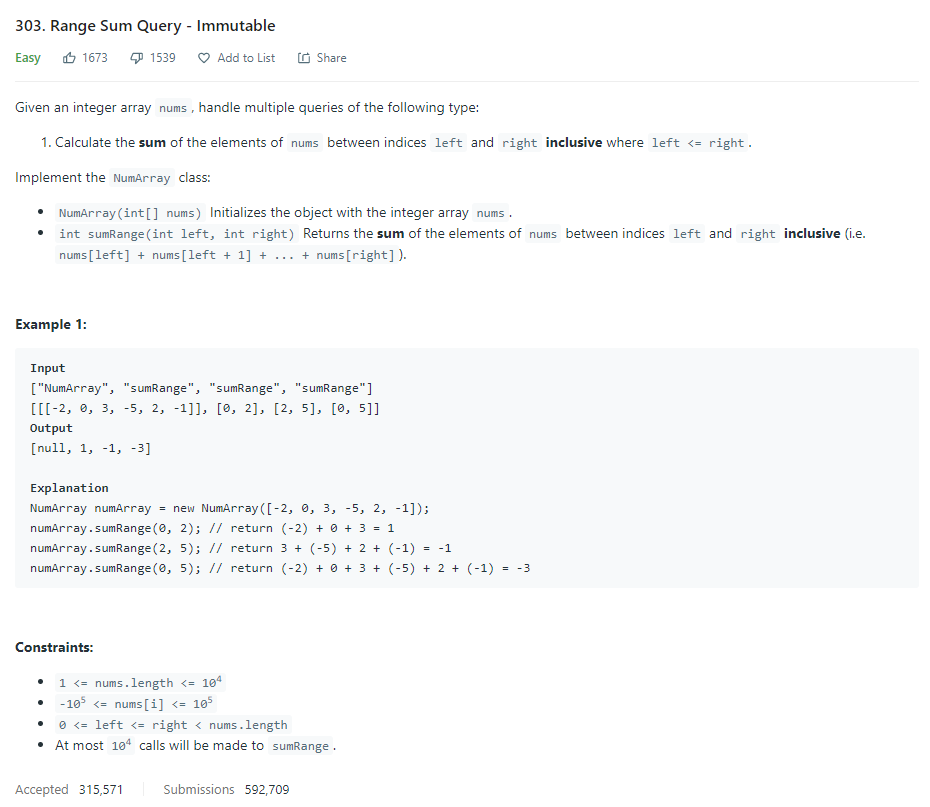 303. Range Sum Query - Immutable
Easy 1673 1539 Add to List Share
Given an integer array nums, handle multiple queries of the following type:
1. Calculate the sum of the elements of nums between indices left and right inclusive where left <= right.
Implement the NumArray class:
• NumArray(int[] nums) Initializes the object with the integer array nums.
• int sumRange(int left, int right) Returns the sum of the elements of nums between indices left and right inclusive (i.e.
nums[left] + nums[left + 1] + ... + nums[right]).
Example 1:
Input
["NumArray", "sumRange", "sumRange", "sumRange"]
[[[-2, 0, 3, -5, 2, -1]], [0, 2], [2, 5], [0, 5]]
Output
[null, 1, -1, -3]
Explanation
NumArray numArray = new NumArray([-2, 0, 3, -5, 2, -1]);
numArray.sumRange(0, 2); // return (-2) + 0 + 3 = 1
numArray.sumRange(2, 5); // return 3 + (-5) + 2 + (-1) = -1
numArray.sumRange(0, 5); // return (-2) + 0 + 3 + (-5) + 2 + (-1) = -3
Constraints:
• 1 <= nums.length <= 10⁴
• -10⁵ <= nums[i] <= 10⁵
• 0 <= left <= right < nums.length
• At most 10⁴ calls will be made to sumRange.
Accepted 315,571 Submissions 592,709